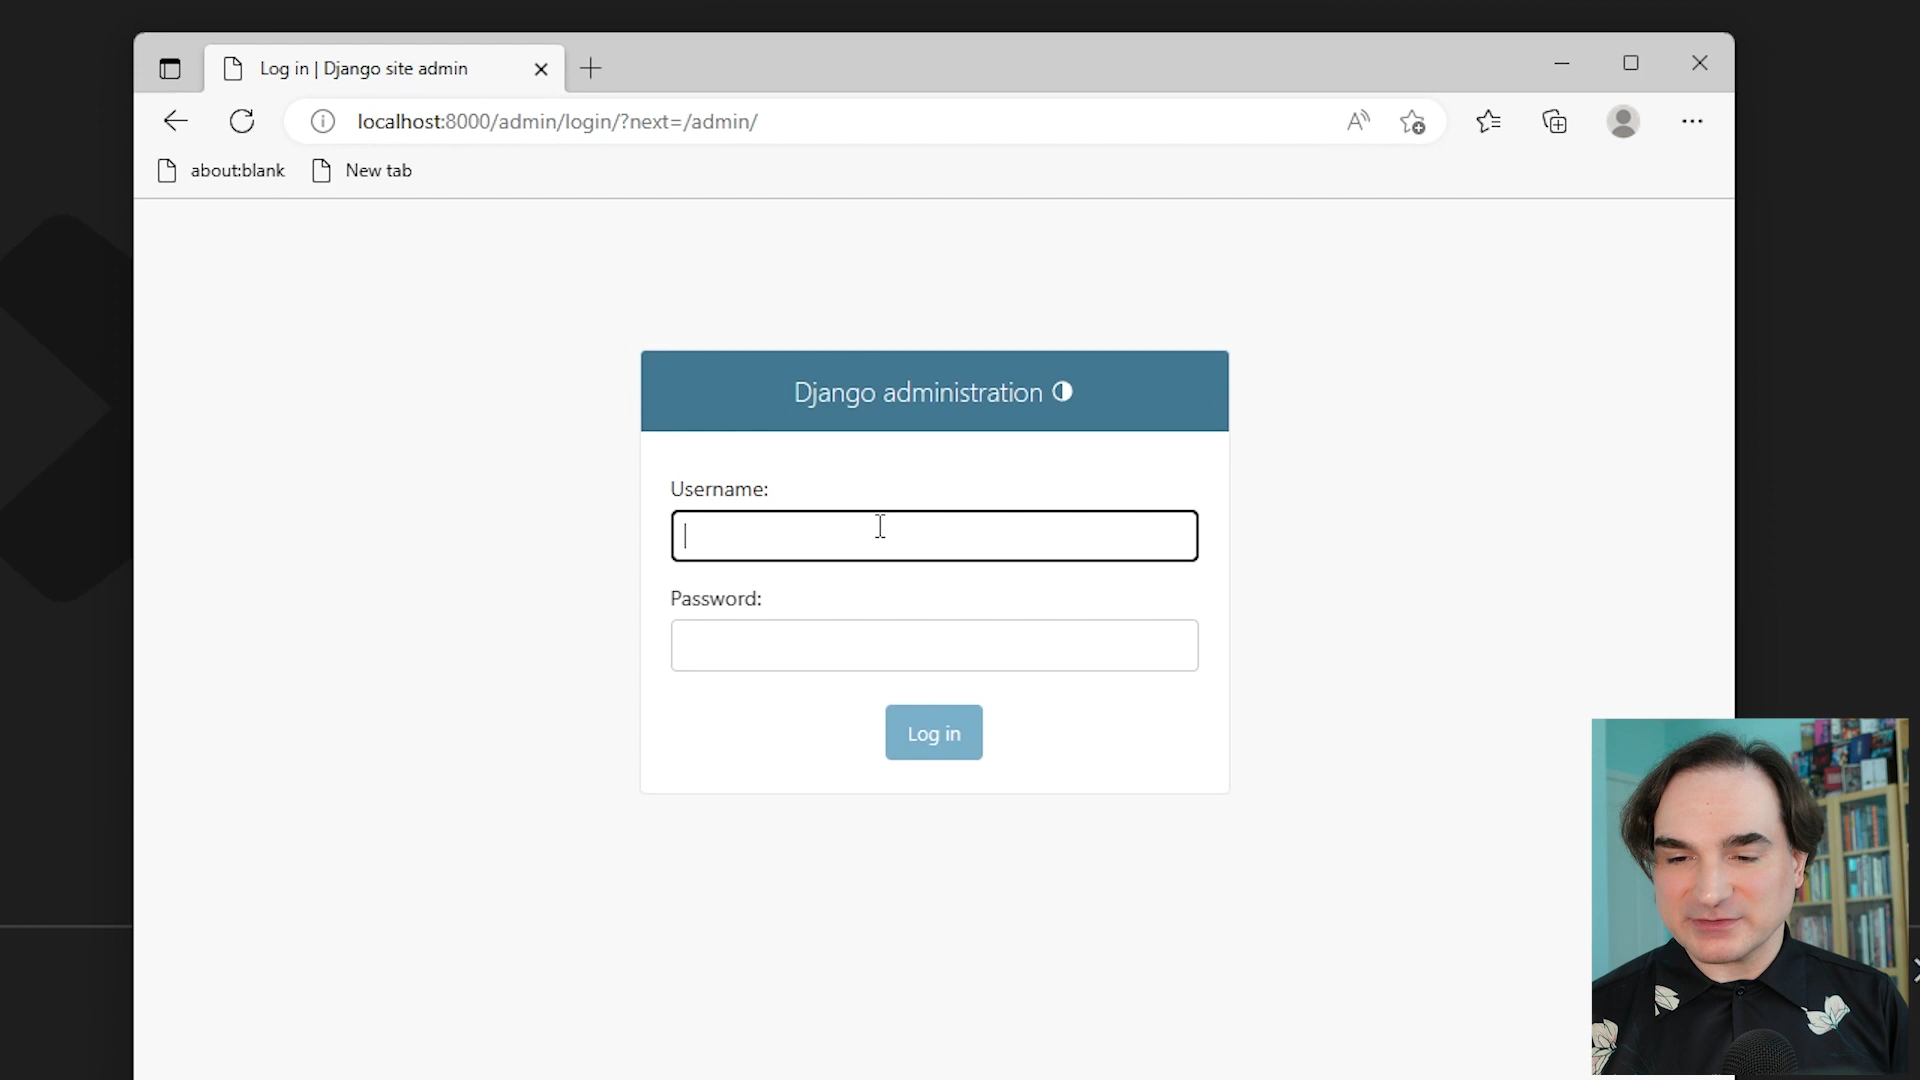 Log in | Django site admin
localhost:8000/admin/login/?next=/admin/
about:blank
New tab
Django administration
Username:
Password:
Log in